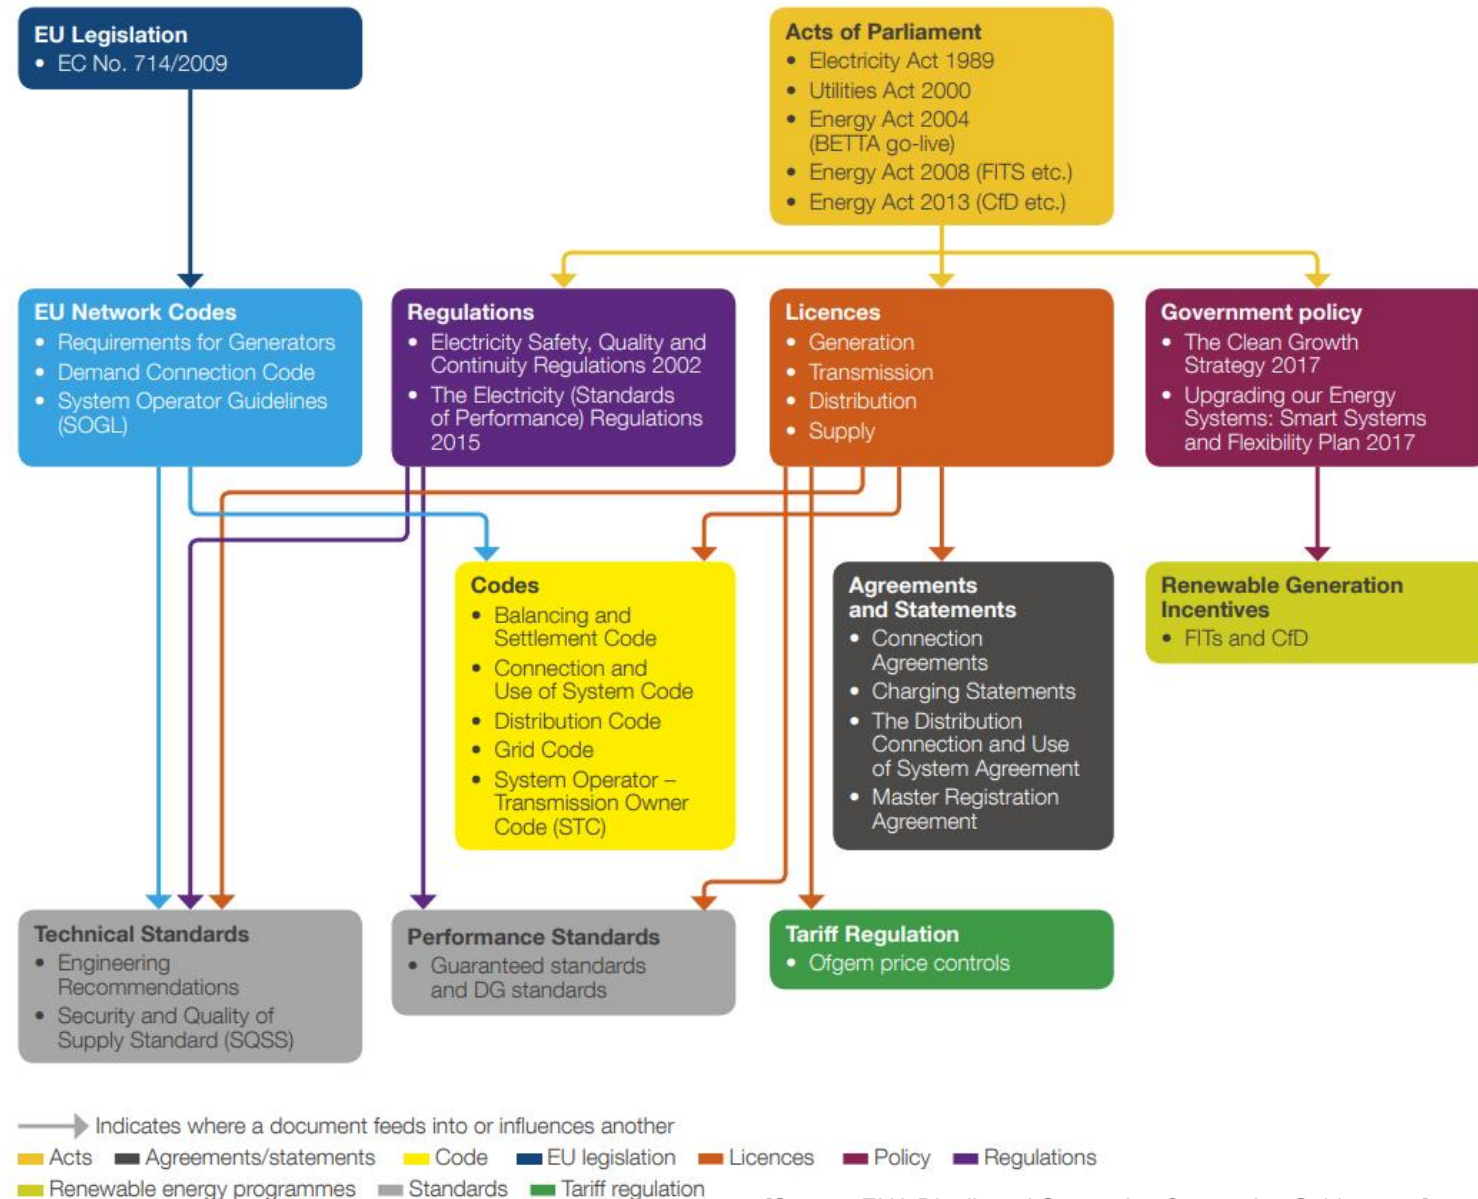 EU Legislation
• EC No. 714/2009
Acts of Parliament
• Electricity Act 1989
• Utilities Act 2000
• Energy Act 2004
(BETTA go-live)
• Energy Act 2008 (FITS etc.)
• Energy Act 2013 (CfD etc.)
EU Network Codes
• Requirements for Generators
• Demand Connection Code
• System Operator Guidelines
(SOGL)
Regulations
• Electricity Safety, Quality and
Continuity Regulations 2002
• The Electricity (Standards
of Performance) Regulations
2015
Licences
• Generation
• Transmission
• Distribution
• Supply
Government policy
• The Clean Growth
Strategy 2017
• Upgrading our Energy
Systems: Smart Systems
and Flexibility Plan 2017
Codes
• Balancing and
Settlement Code
• Connection and
Use of System Code
• Distribution Code
• Grid Code
• System Operator –
Transmission Owner
Code (STC)
Agreements
and Statements
• Connection
Agreements
• Charging Statements
• The Distribution
Connection and Use
of System Agreement
• Master Registration
Agreement
Renewable Generation
Incentives
• FITs and CfD
Technical Standards
• Engineering
Recommendations
• Security and Quality of
Supply Standard (SQSS)
Performance Standards
• Guaranteed standards
and DG standards
Tariff Regulation
• Ofgem price controls
Indicates where a document feeds into or influences another
Acts Agreements/statements Code EU legislation Licences Policy Regulations
Renewable energy programmes Standards Tariff regulation